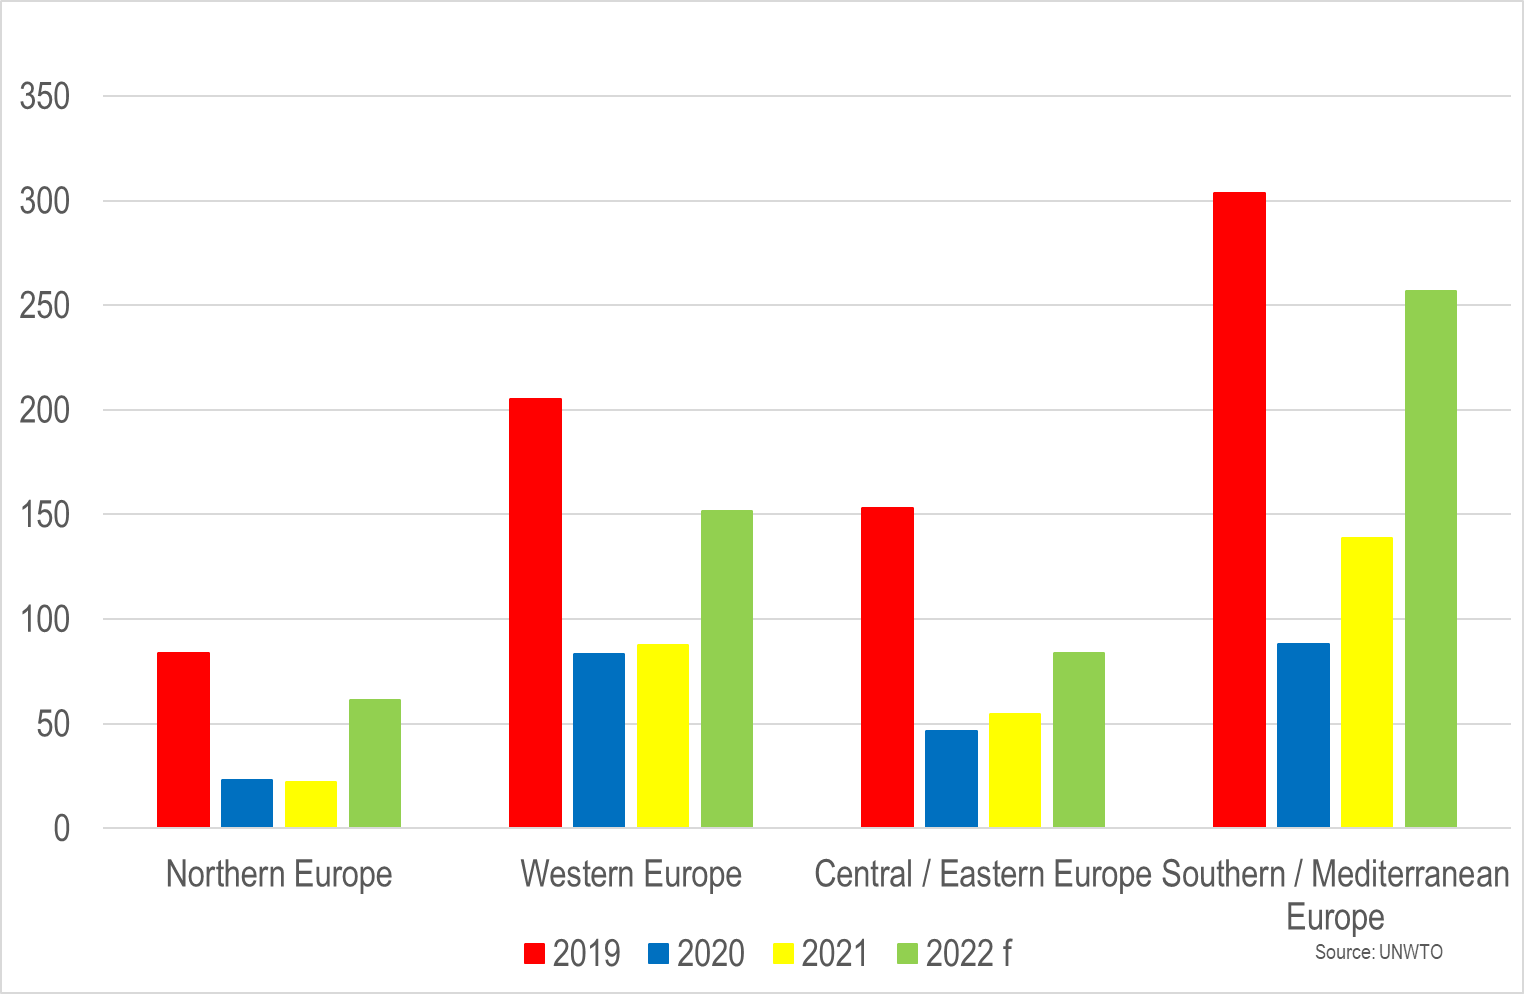 350
300
250
200
150
100
50
0
Northern Europe
Western Europe
Central / Eastern Europe
Southern / Mediterranean
Europe
2019
2020
2021
2022 f
Source: UNWTO